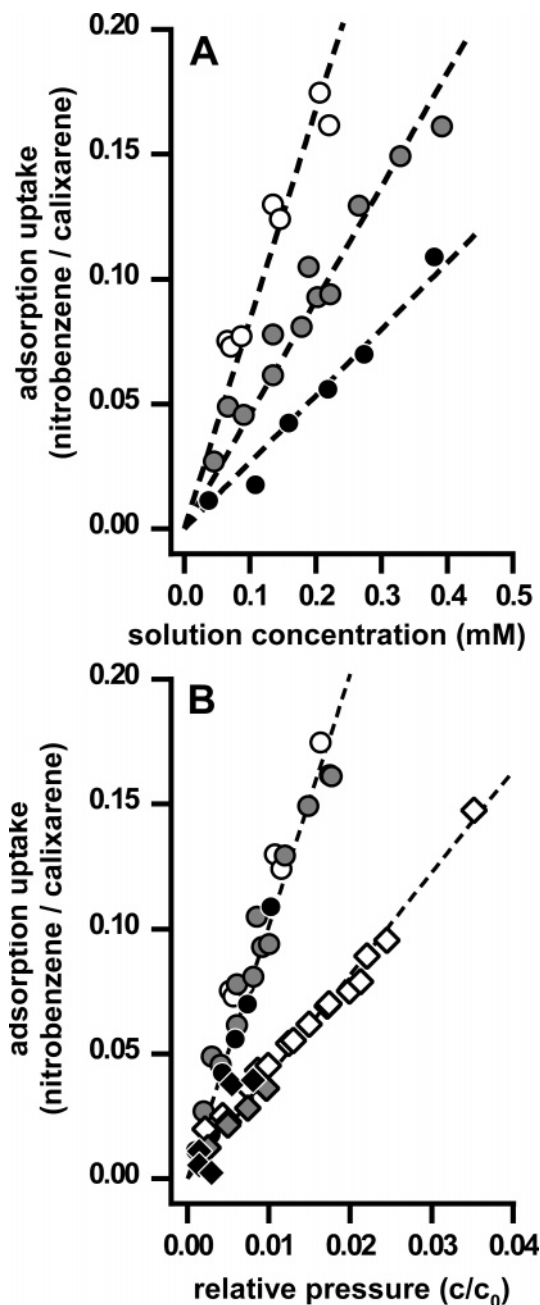 A
0.20
0.15
0.10
0.05
0.00
adsorption uptake
(nitrobenzene / calixarene)
0.0 0.1 0.2 0.3 0.4 0.5
solution concentration (mM)
B
0.20
0.15
0.10
0.05
0.00
adsorption uptake
(nitrobenzene / calixarene)
0.00 0.01 0.02 0.03 0.04
relative pressure (c/c₀)